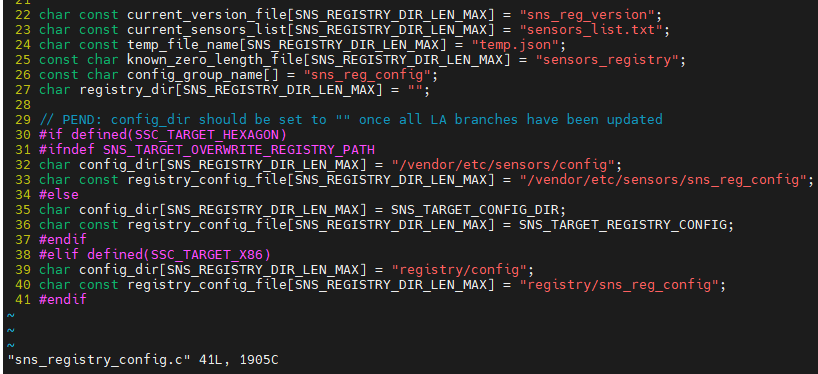 22 char const current_version_file[SNS_REGISTRY_DIR_LEN_MAX] = "sns_reg_version";
23 char const current_sensors_list[SNS_REGISTRY_DIR_LEN_MAX] = "sensors_list.txt";
24 char const temp_file_name[SNS_REGISTRY_DIR_LEN_MAX] = "temp.json";
25 const char known_zero_length_file[SNS_REGISTRY_DIR_LEN_MAX] = "sensors_registry";
26 const char config_group_name[] = "sns_reg_config";
27 char registry_dir[SNS_REGISTRY_DIR_LEN_MAX] = "";
28
29 // PEND: config_dir should be set to "" once all LA branches have been updated
30 #if defined(SSC_TARGET_HEXAGON)
31 #ifndef SNS_TARGET_OVERWRITE_REGISTRY_PATH
32 char config_dir[SNS_REGISTRY_DIR_LEN_MAX] = "/vendor/etc/sensors/config";
33 char const registry_config_file[SNS_REGISTRY_DIR_LEN_MAX] = "/vendor/etc/sensors/sns_reg_config";
34 #else
35 char config_dir[SNS_REGISTRY_DIR_LEN_MAX] = SNS_TARGET_CONFIG_DIR;
36 char const registry_config_file[SNS_REGISTRY_DIR_LEN_MAX] = SNS_TARGET_REGISTRY_CONFIG;
37 #endif
38 #elif defined(SSC_TARGET_X86)
39 char config_dir[SNS_REGISTRY_DIR_LEN_MAX] = "registry/config";
40 char const registry_config_file[SNS_REGISTRY_DIR_LEN_MAX] = "registry/sns_reg_config";
41 #endif
~
~
~
"sns_registry_config.c" 41L, 1905C